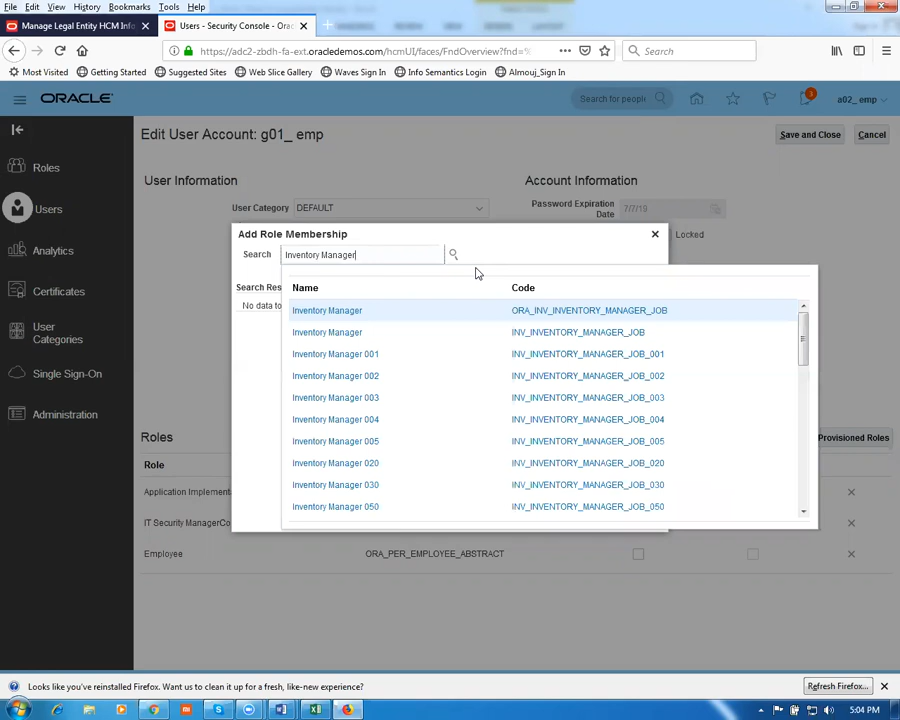 File Edit View History Bookmarks Tools Help
Manage Legal Entity HCM Info
Users - Security Console - Orac
https://adc2-zbdh-fa-ext.oracledemos.com/hcmUI/faces/FndOverview?fnd=%
Search
Most Visited Getting Started Suggested Sites Web Slice Gallery Waves Sign In Info Semantics Login Almouj_Sign In
ORACLE
Search for people
3
a02_ emp
Edit User Account: g01_ emp
Save and Close Cancel
Roles
Users
Analytics
Certificates
User Categories
Single Sign-On
Administration
User Information
User Category DEFAULT
Account Information
Password Expiration Date 7/7/19
Locked
Add Role Membership
Search Inventory Manager
Search Res
No data to
Name Code
Inventory Manager ORA_INV_INVENTORY_MANAGER_JOB
Inventory Manager INV_INVENTORY_MANAGER_JOB
Inventory Manager 001 INV_INVENTORY_MANAGER_JOB_001
Inventory Manager 002 INV_INVENTORY_MANAGER_JOB_002
Inventory Manager 003 INV_INVENTORY_MANAGER_JOB_003
Inventory Manager 004 INV_INVENTORY_MANAGER_JOB_004
Inventory Manager 005 INV_INVENTORY_MANAGER_JOB_005
Inventory Manager 020 INV_INVENTORY_MANAGER_JOB_020
Inventory Manager 030 INV_INVENTORY_MANAGER_JOB_030
Inventory Manager 050 INV_INVENTORY_MANAGER_JOB_050
Roles
Provisioned Roles
Role
Application Implementa
IT Security ManagerCo
Employee ORA_PER_EMPLOYEE_ABSTRACT
Looks like you've reinstalled Firefox. Want us to clean it up for a fresh, like-new experience?
Refresh Firefox...
5:04 PM